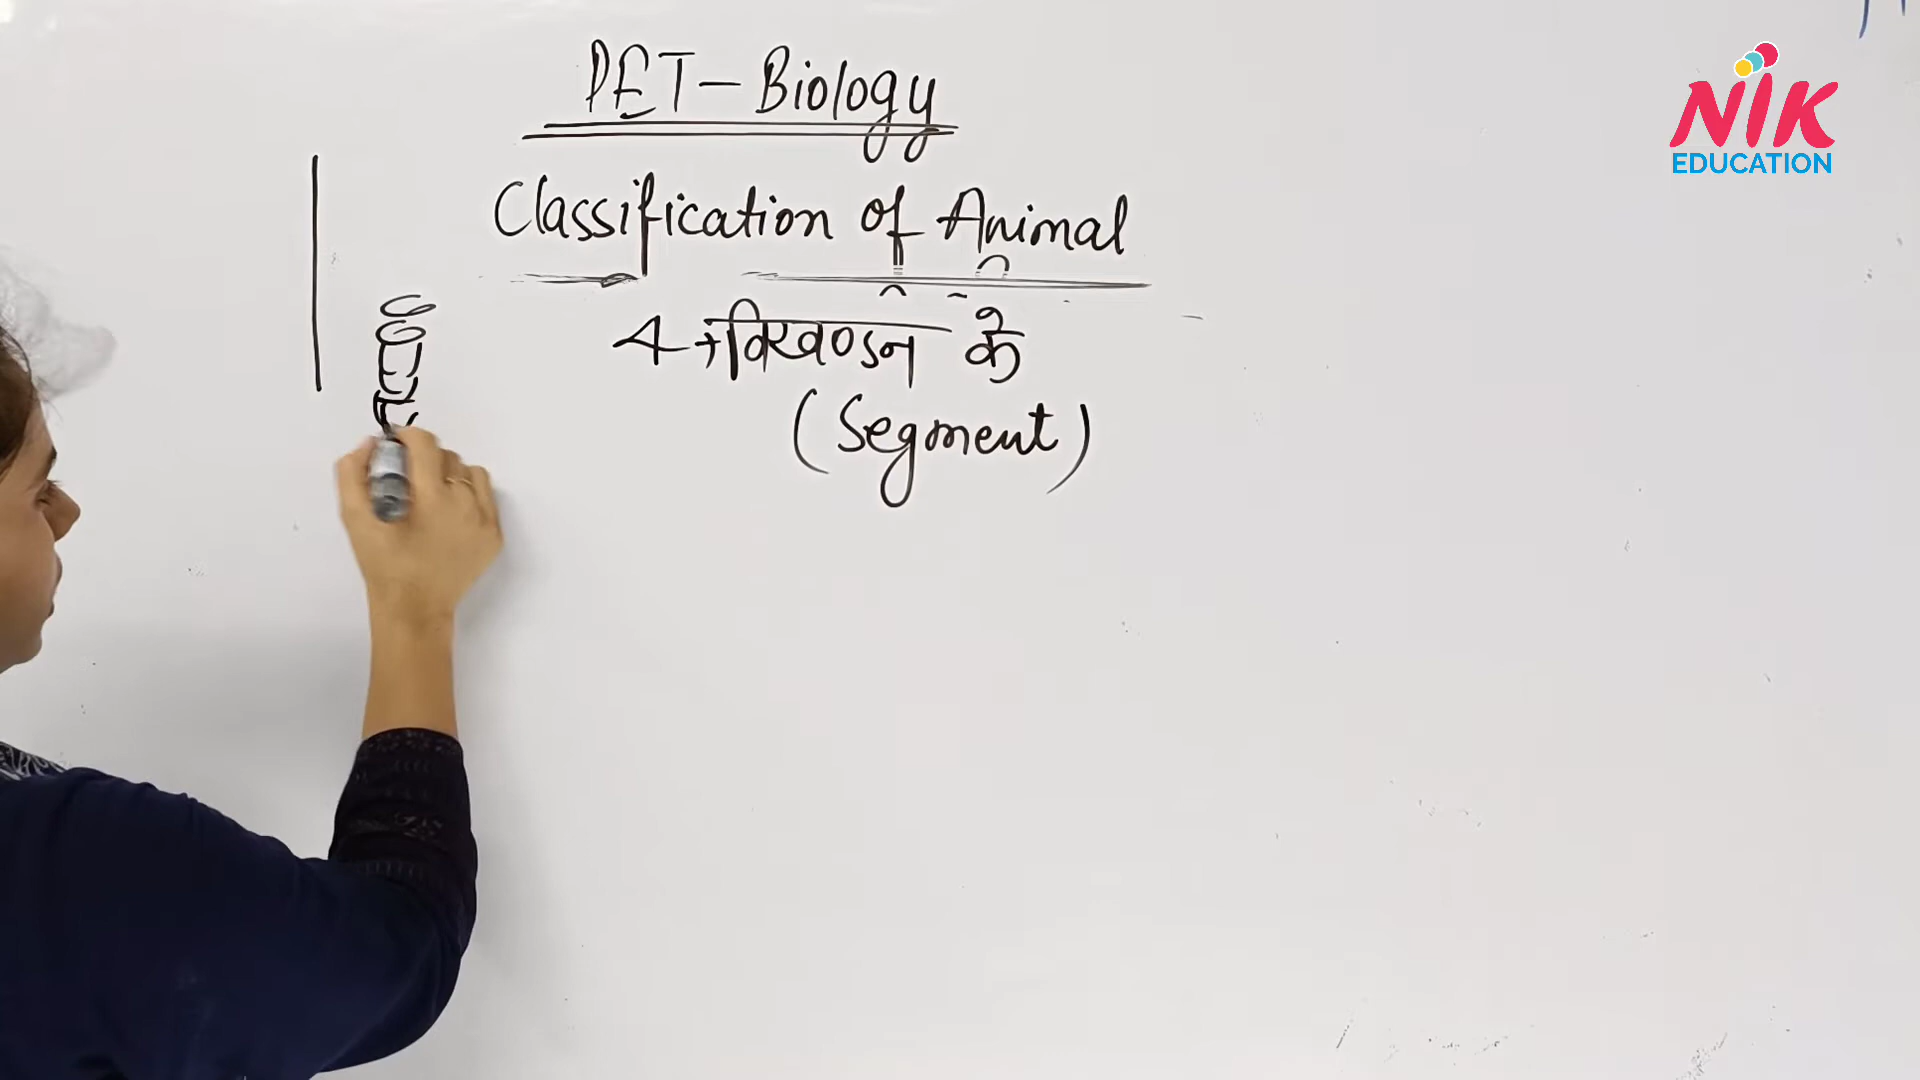 PET - Biology
Classification of Animal
4 → विखण्डन के
(Segment)
NIK
EDUCATION